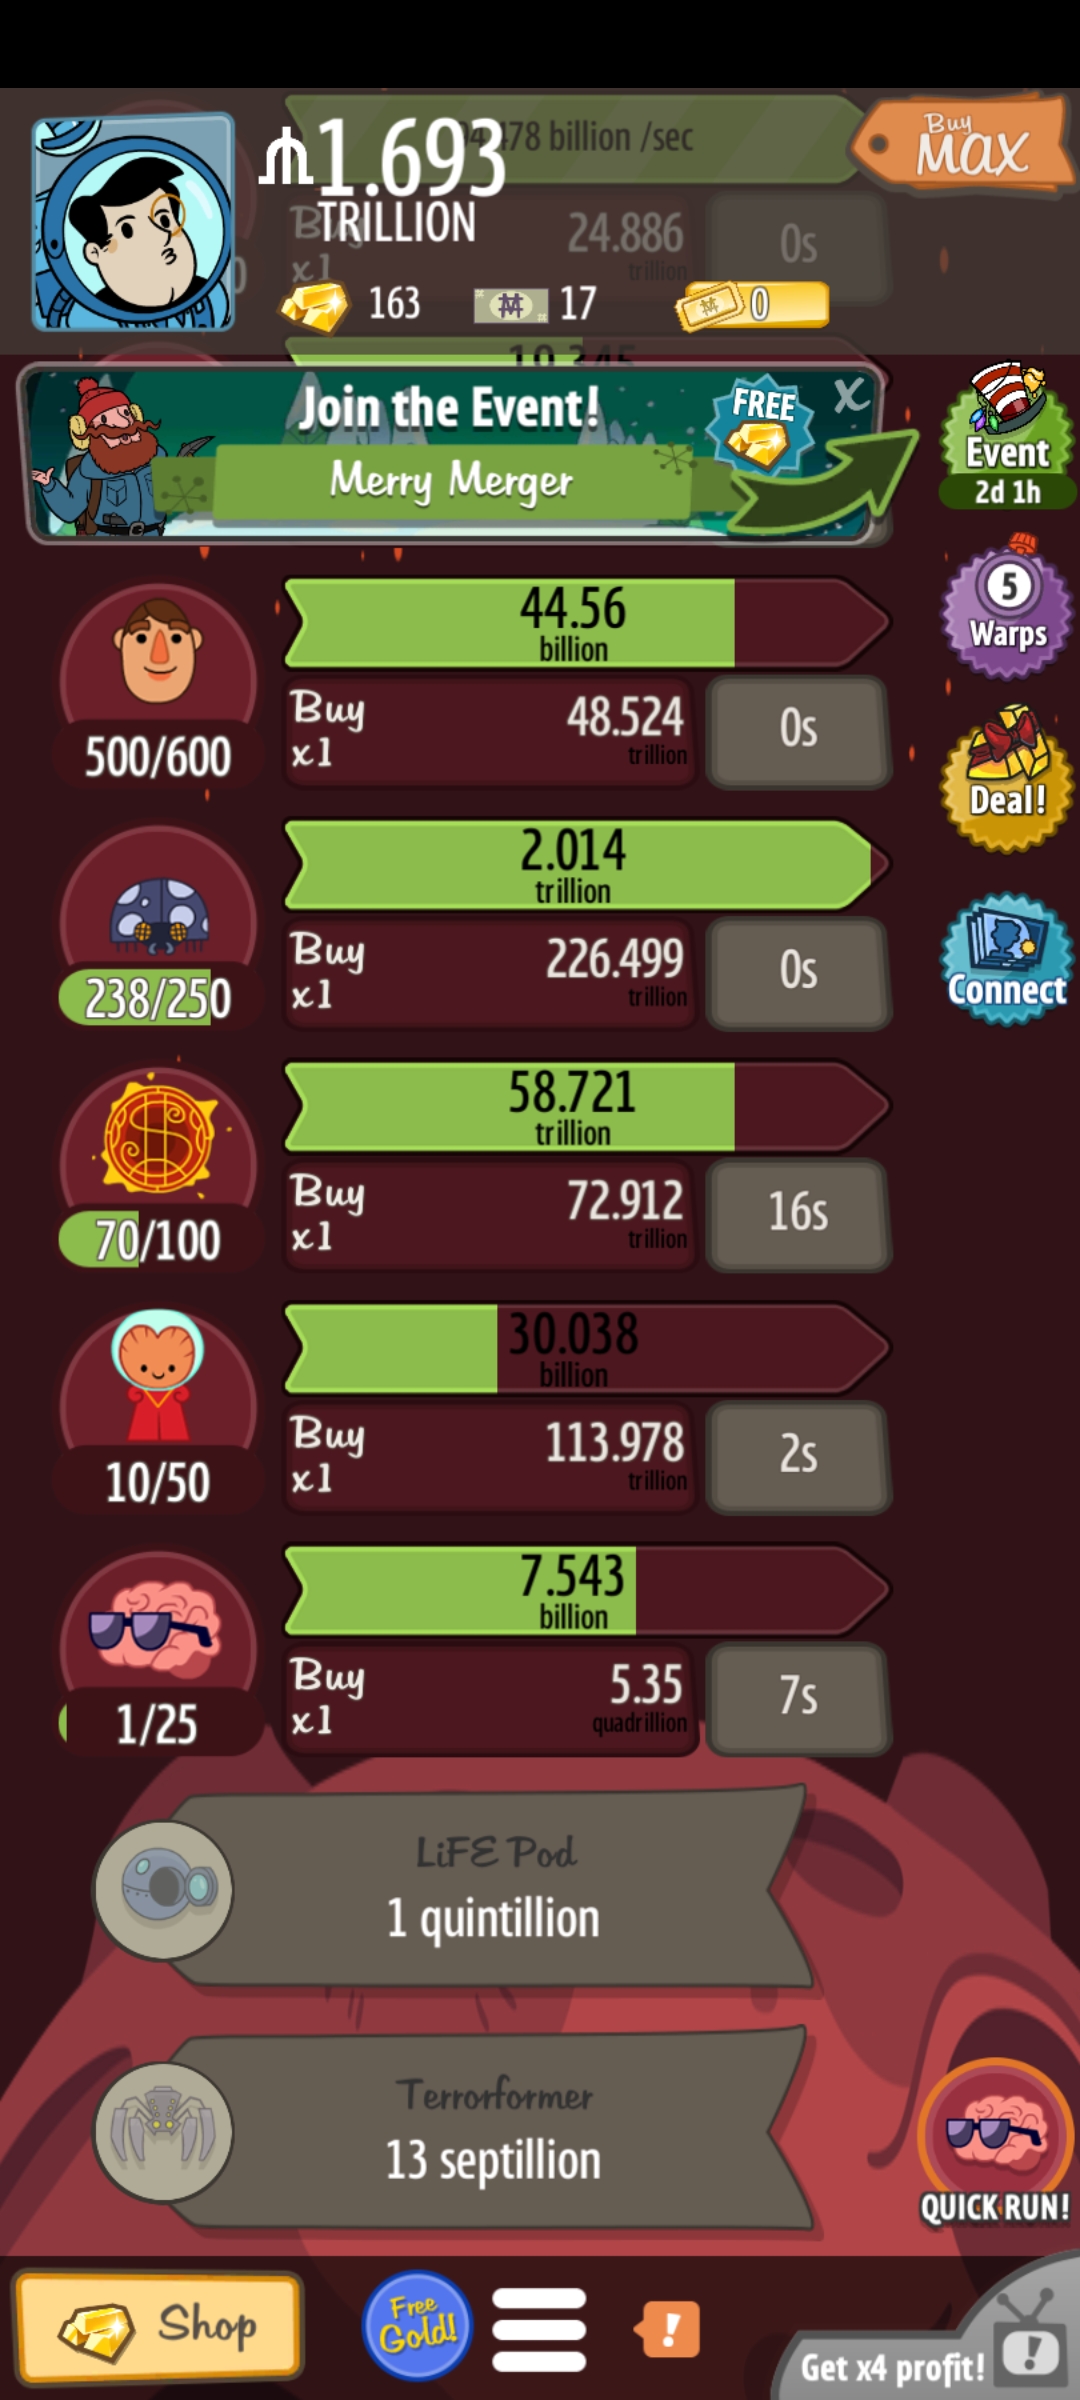 ₼1.693
TRILLION
78 billion /sec
Buy
MAX
Buy
x1
24.886
trillion
0s
163
17
0
Join the Event!
Merry Merger
FREE
X
Event
2d 1h
44.56
billion
500/600
Buy
x1
48.524
trillion
0s
5
Warps
2.014
trillion
238/250
Buy
x1
226.499
trillion
0s
Deal!
Connect
58.721
trillion
70/100
Buy
x1
72.912
trillion
16s
30.038
billion
10/50
Buy
x1
113.978
trillion
2s
7.543
billion
1/25
Buy
x1
5.35
quadrillion
7s
LiFE Pod
1 quintillion
Terrorformer
13 septillion
QUICK RUN!
Shop
Free
Gold!
!
Get x4 profit!
!